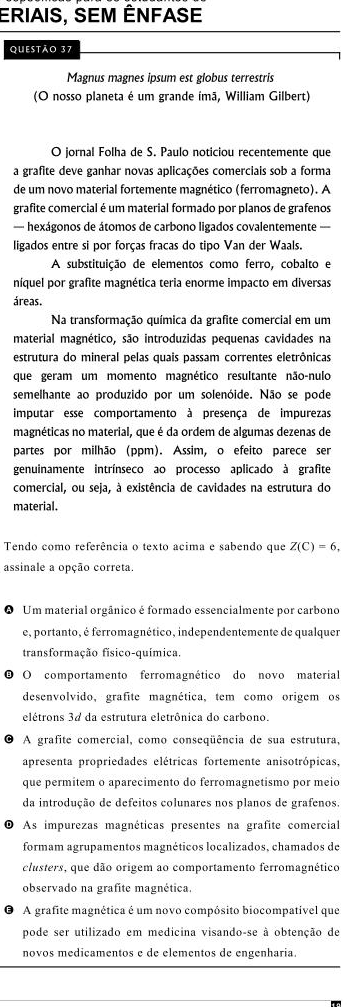 ERIAIS, SEM ÊNFASE
QUESTÃO 37
Magnus magnes ipsum est globus terrestris
(O nosso planeta é um grande ímã, William Gilbert)
O jornal Folha de S. Paulo noticiou recentemente que
a grafite deve ganhar novas aplicações comerciais sob a forma
de um novo material fortemente magnético (ferromagneto). A
grafite comercial é um material formado por planos de grafenos
— hexágonos de átomos de carbono ligados covalentemente —
ligados entre si por forças fracas do tipo Van der Waals.
A substituição de elementos como ferro, cobalto e
níquel por grafite magnética teria enorme impacto em diversas
áreas.
Na transformação química da grafite comercial em um
material magnético, são introduzidas pequenas cavidades na
estrutura do mineral pelas quais passam correntes eletrônicas
que geram um momento magnético resultante não-nulo
semelhante ao produzido por um solenóide. Não se pode
imputar esse comportamento à presença de impurezas
magnéticas no material, que é da ordem de algumas dezenas de
partes por milhão (ppm). Assim, o efeito parece ser
genuinamente intrínseco ao processo aplicado à grafite
comercial, ou seja, à existência de cavidades na estrutura do
material.
Tendo como referência o texto acima e sabendo que Z(C) = 6,
assinale a opção correta.
A Um material orgânico é formado essencialmente por carbono
e, portanto, é ferromagnético, independentemente de qualquer
transformação físico-química.
B O comportamento ferromagnético do novo material
desenvolvido, grafite magnética, tem como origem os
elétrons 3d da estrutura eletrônica do carbono.
C A grafite comercial, como conseqüência de sua estrutura,
apresenta propriedades elétricas fortemente anisotrópicas,
que permitem o aparecimento do ferromagnetismo por meio
da introdução de defeitos colunares nos planos de grafenos.
D As impurezas magnéticas presentes na grafite comercial
formam agrupamentos magnéticos localizados, chamados de
clusters, que dão origem ao comportamento ferromagnético
observado na grafite magnética.
E A grafite magnética é um novo compósito biocompatível que
pode ser utilizado em medicina visando-se à obtenção de
novos medicamentos e de elementos de engenharia.